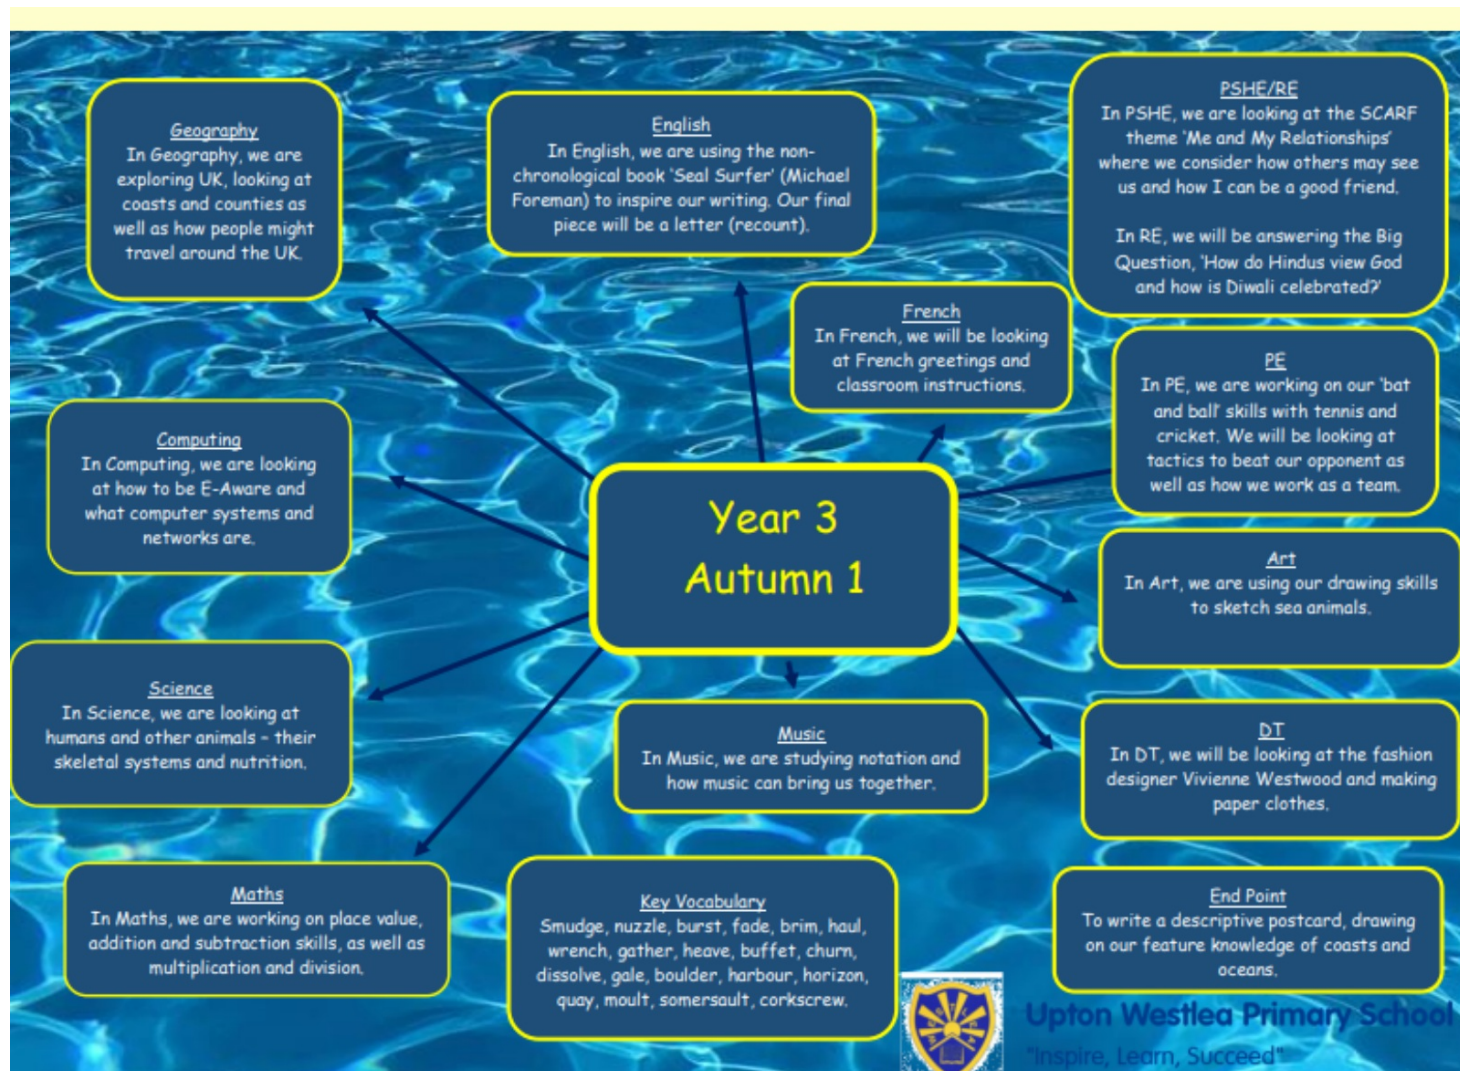 Geography
In Geography, we are
exploring UK, looking at
coasts and counties as
well as how people might
travel around the UK.
English
In English, we are using the non-
chronological book 'Seal Surfer' (Michael
Foreman) to inspire our writing. Our final
piece will be a letter (recount).
PSHE/RE
In PSHE, we are looking at the SCARF
theme 'Me and My Relationships'
where we consider how others may see
us and how I can be a good friend.
In RE, we will be answering the Big
Question, 'How do Hindus view God
and how is Diwali celebrated?'
French
In French, we will be looking
at French greetings and
classroom instructions.
PE
In PE, we are working on our 'bat
and ball' skills with tennis and
cricket. We will be looking at
tactics to beat our opponent as
well as how we work as a team.
Computing
In Computing, we are looking
at how to be E-Aware and
what computer systems and
networks are.
Year 3
Autumn 1
Art
In Art, we are using our drawing skills
to sketch sea animals.
Science
In Science, we are looking at
humans and other animals – their
skeletal systems and nutrition.
Music
In Music, we are studying notation and
how music can bring us together.
DT
In DT, we will be looking at the fashion
designer Vivienne Westwood and making
paper clothes.
Maths
In Maths, we are working on place value,
addition and subtraction skills, as well as
multiplication and division.
Key Vocabulary
Smudge, nuzzle, burst, fade, brim, haul,
wrench, gather, heave, buffet, churn,
dissolve, gale, boulder, harbour, horizon,
quay, moult, somersault, corkscrew.
End Point
To write a descriptive postcard, drawing
on our feature knowledge of coasts and
oceans.
Upton Westlea Primary School
"Inspire, Learn, Succeed"